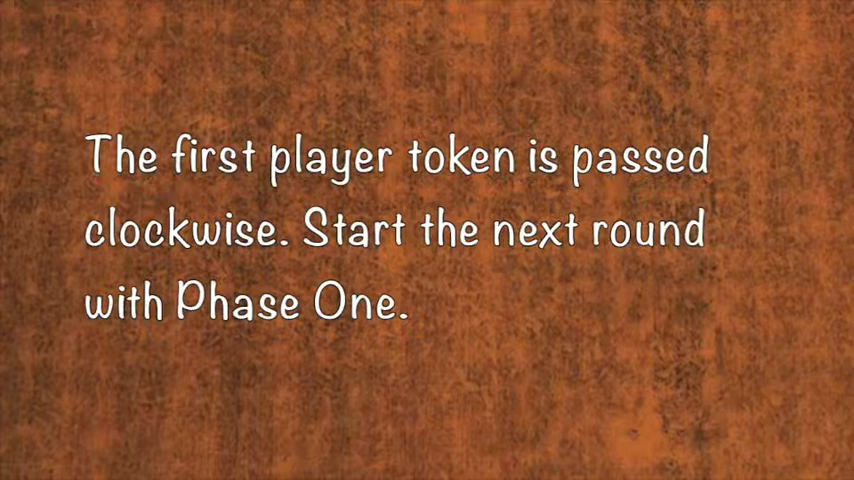 The first player token is passed
clockwise. Start the next round
with Phase One.